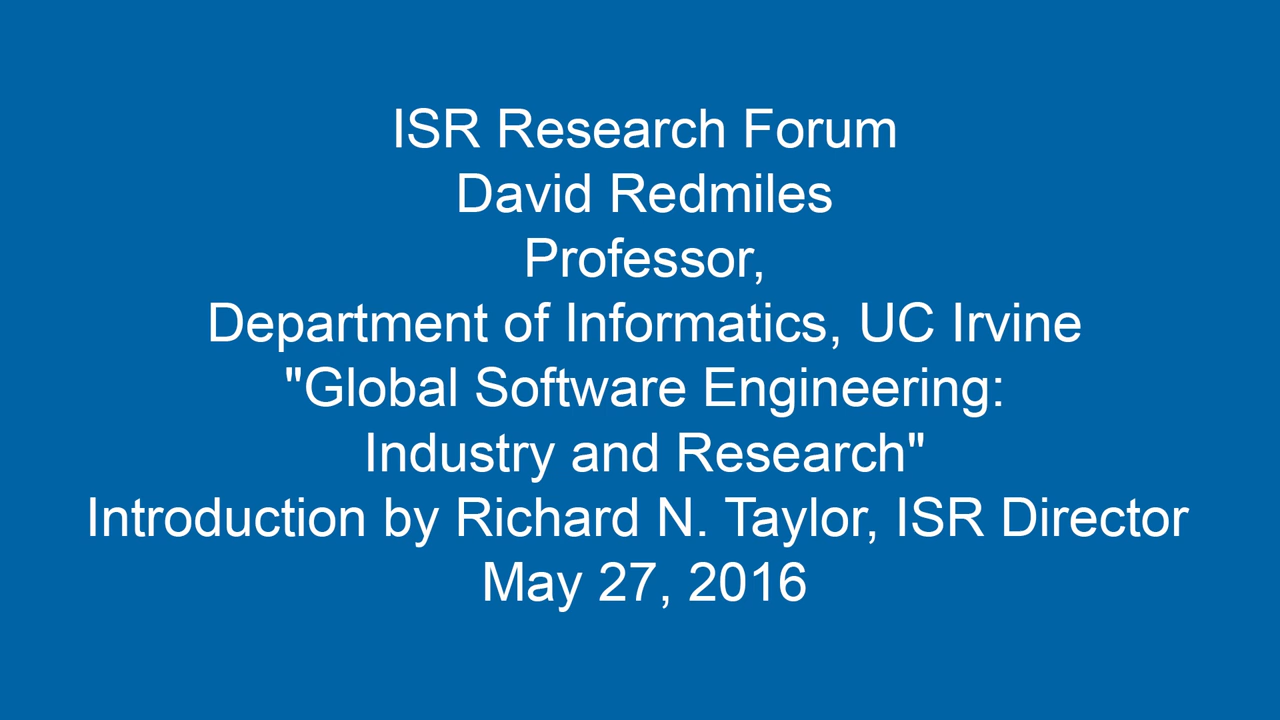 ISR Research Forum
David Redmiles
Professor,
Department of Informatics, UC Irvine
"Global Software Engineering:
Industry and Research"
Introduction by Richard N. Taylor, ISR Director
May 27, 2016